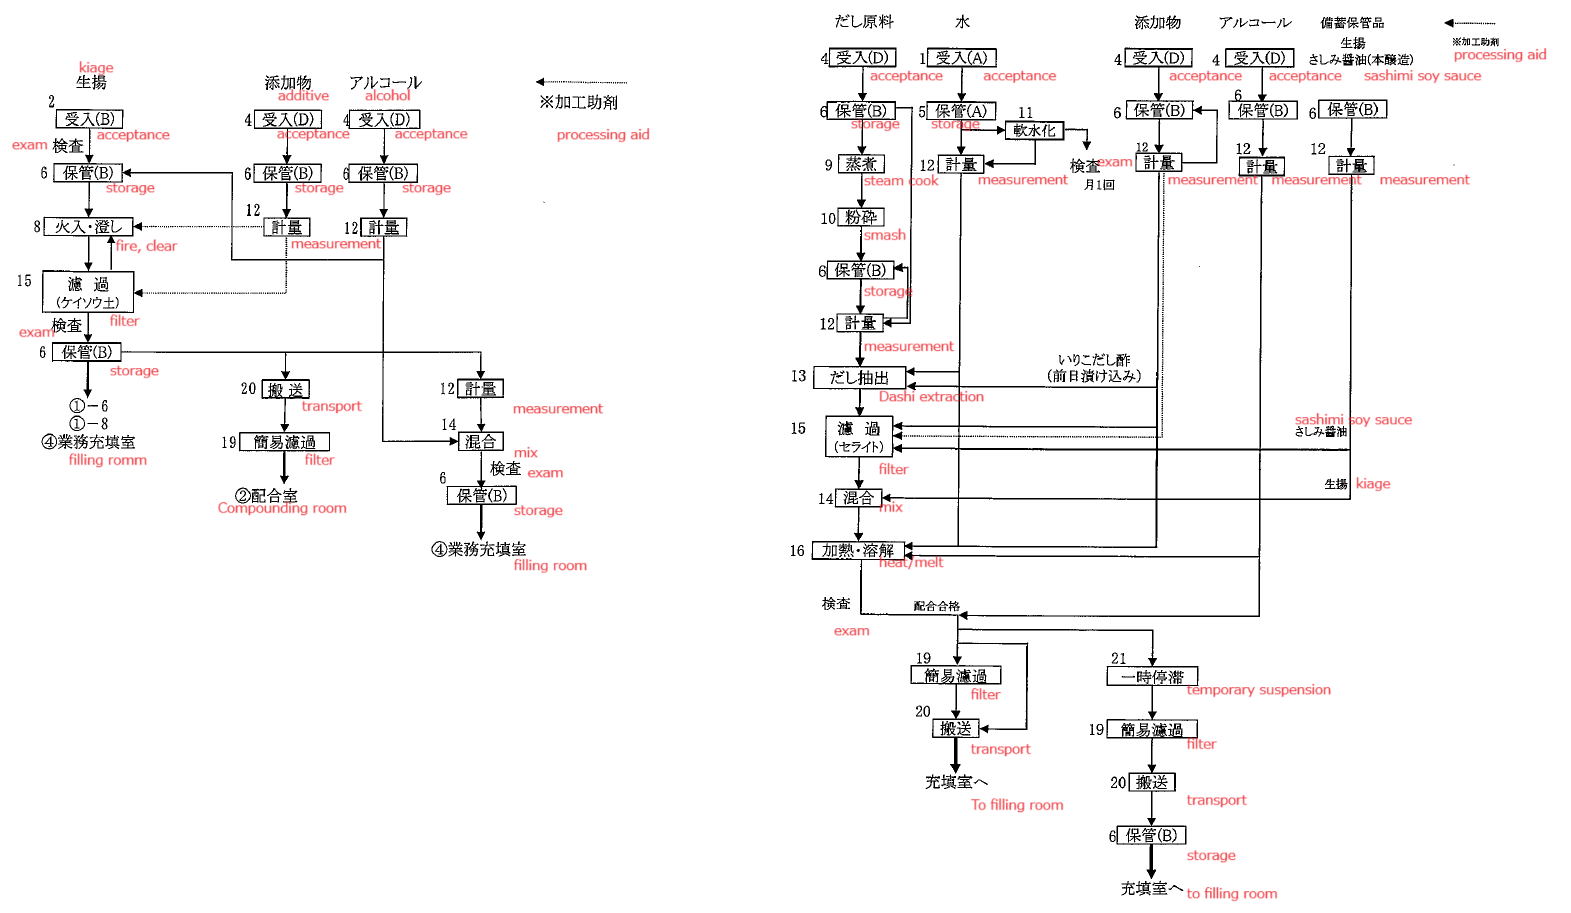 kiage
生揚
2
受入(B)
acceptance
exam 検査
6 保管(B)
storage
8 火入・澄し
fire, clear
15 濾 過
(ケイソウ土)
filter
exam 検査
6 保管(B)
storage
①－6
①－8
④業務充填室
filling romm
添加物
additive
4 受入(D)
acceptance
6 保管(B)
storage
12
計量
measurement
アルコール
alcohol
4 受入(D)
acceptance
6 保管(B)
storage
12 計量
※加工助剤
processing aid
20 搬 送
transport
19 簡易濾過
filter
②配合室
Compounding room
12 計量
measurement
14
混合
mix
検査 exam
6
保管(B)
storage
④業務充填室
filling room
だし原料
4 受入(D)
acceptance
6 保管(B)
storage
9 蒸煮
steam cook
10 粉砕
smash
6 保管(B)
storage
12 計量
measurement
13 だし抽出
Dashi extraction
15 濾 過
(セライト)
filter
14 混合
mix
16 加熱・溶解
heat/melt
検査
exam
配合合格
水
1 受入(A)
acceptance
5 保管(A)
storage
11
軟水化
12 計量
measurement
検査
月1回
添加物
4 受入(D)
acceptance
6 保管(B)
12
exam 計量
measurement
いりこだし酢
(前日漬け込み)
アルコール
4
受入(D)
acceptance
6
保管(B)
12
計量
measurement
備蓄保管品
生揚
さしみ醤油(本醸造)
sashimi soy sauce
6 保管(B)
12
計量
measurement
※加工助剤
processing aid
sashimi soy sauce
さしみ醤油
生揚 kiage
19
簡易濾過
filter
20
搬送
transport
充填室へ
To filling room
21
一時停滞
temporary suspension
19 簡易濾過
filter
20 搬送
transport
6 保管(B)
storage
充填室へ to filling room